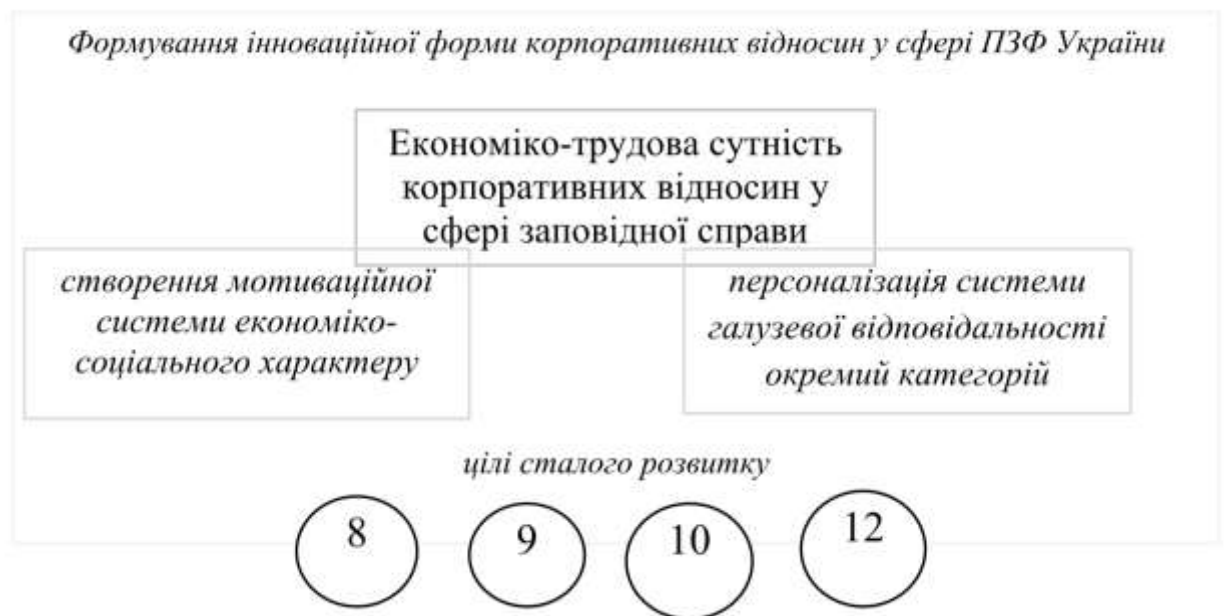 Формування інноваційної форми корпоративних відносин у сфері ПЗФ України
Економіко-трудова сутність
корпоративних відносин у
сфері заповідної справи
створення мотиваційної
системи економіко-
соціального характеру
персоналізація системи
галузевої відповідальності
окремий категорій
цілі сталого розвитку
8 9 10 12